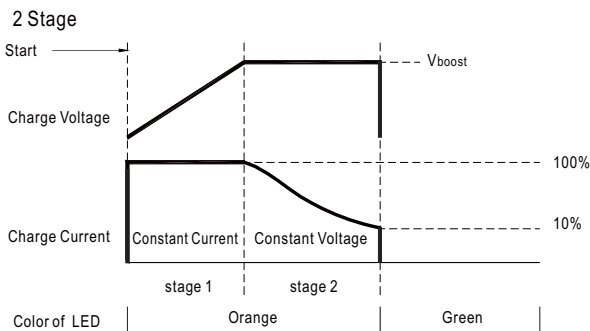 2 Stage
Start
Vboost
Charge Voltage
100%
10%
Charge Current
Constant Current
Constant Voltage
stage 1
stage 2
Color of LED
Orange
Green